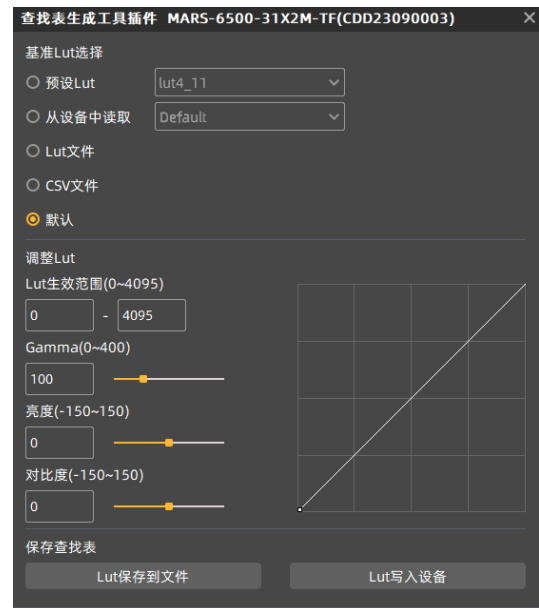 查找表生成工具插件 MARS-6500-31X2M-TF(CDD23090003)
基准Lut选择
预设Lut lut4_11
从设备中读取 Default
Lut文件
CSV文件
默认
调整Lut
Lut生效范围(0~4095)
0 - 4095
Gamma(0~400)
100
亮度(-150~150)
0
对比度(-150~150)
0
保存查找表
Lut保存到文件 Lut写入设备